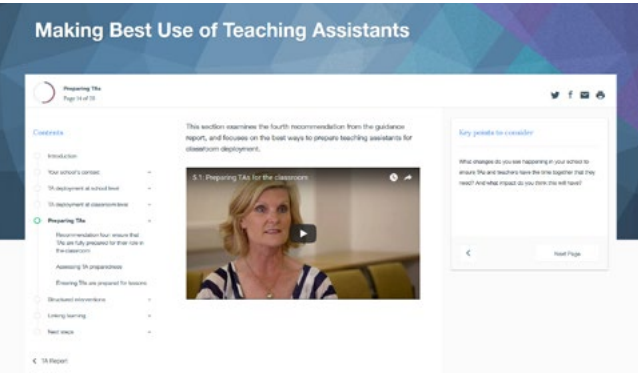 Making Best Use of Teaching Assistants
Preparing TAs
Page 14 of 33
Contents
Introduction
Your school's context
TA deployment at school level
TA deployment at classroom level
Preparing TAs
Recommendation four: ensure that
TAs are fully prepared for their role in
the classroom
Assessing TA preparedness
Ensuring TAs are prepared for lessons
Structured interventions
Linking learning
Next steps
TA Report
This section examines the fourth recommendation from the guidance
report, and focuses on the best ways to prepare teaching assistants for
classroom deployment.
5.1: Preparing TAs for the classroom
Key points to consider
What changes do you see happening in your school to
ensure TAs and teachers have the time together that they
need? And what impact do you think this will have?
Next Page